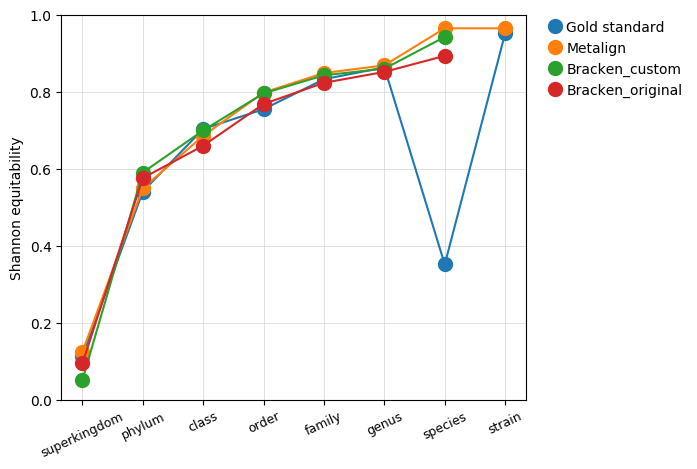 Shannon equitability
1.0
0.8
0.6
0.4
0.2
0.0
superkingdom
phylum
class
order
family
genus
species
strain
Gold standard
Metalign
Bracken_custom
Bracken_original